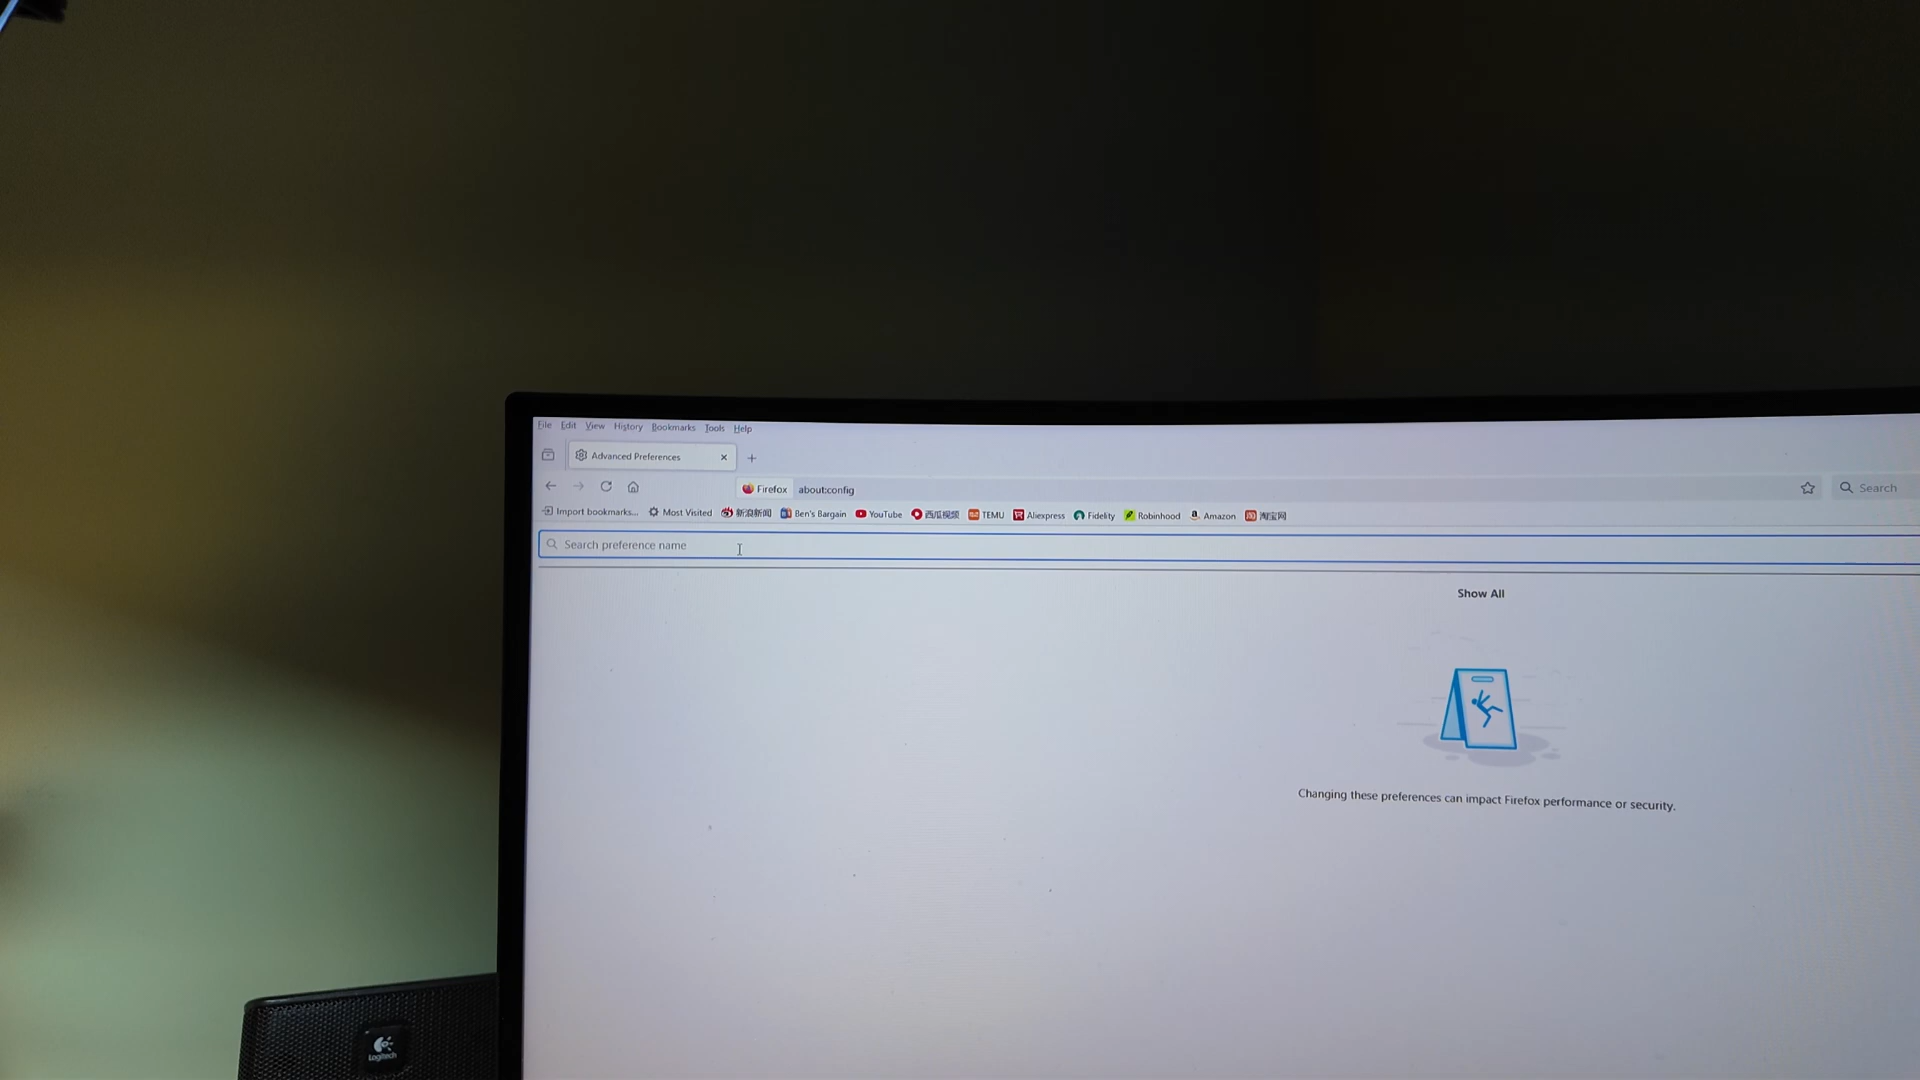 File Edit View History Bookmarks Tools Help
Advanced Preferences
Firefox about:config
Search
Import bookmarks... Most Visited 新浪新闻 Ben's Bargain YouTube 西瓜视频 TEMU Aliexpress Fidelity Robinhood Amazon 淘宝网
Search preference name
Show All
Changing these preferences can impact Firefox performance or security.
Logitech